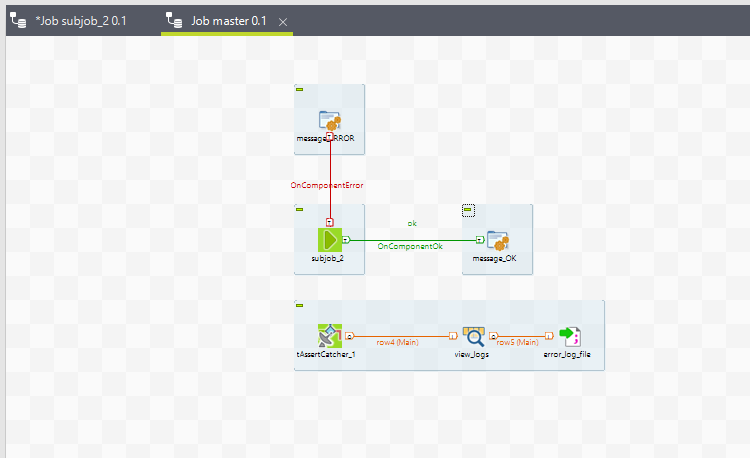 *Job subjob_2 0.1
Job master 0.1
message_ERROR
OnComponentError
ok
OnComponentOk
subjob_2
message_OK
tAssertCatcher_1
row4 (Main)
view_logs
row5 (Main)
error_log_file